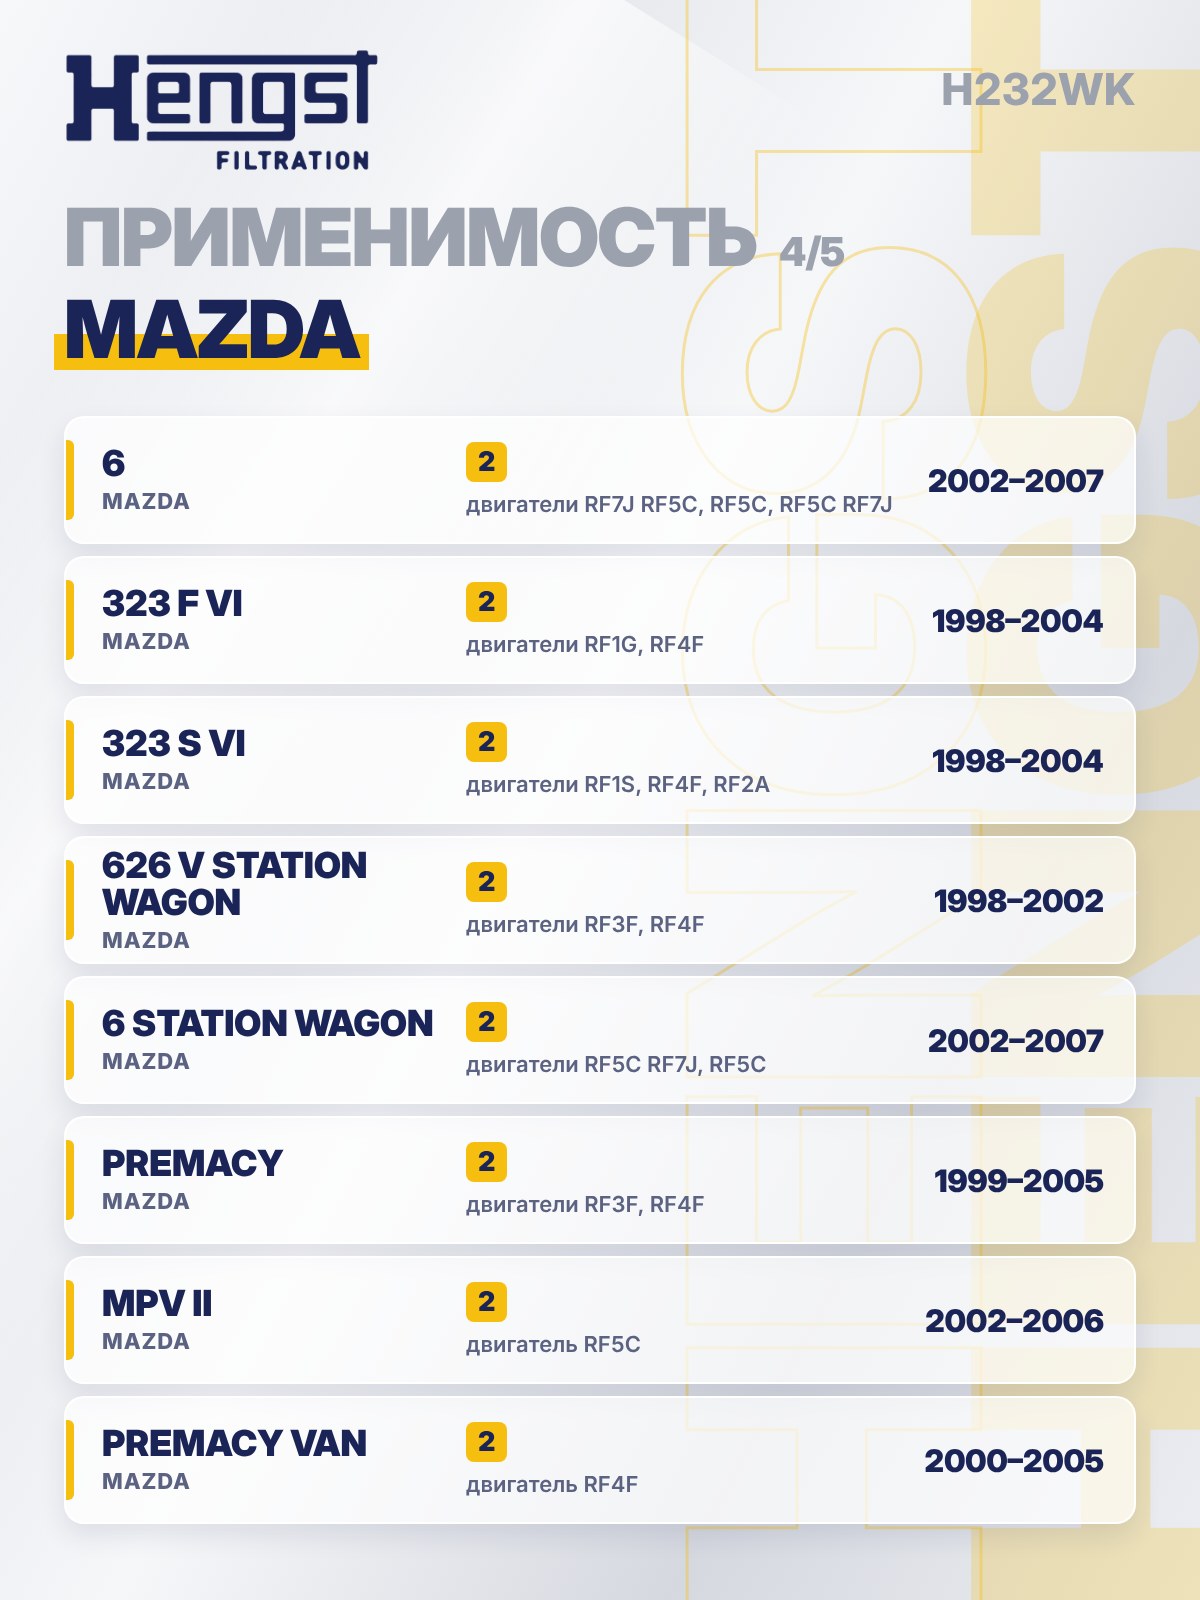 Hengst
FILTRATION
H232WK
ПРИМЕНИМОСТЬ 4/5
MAZDA
6
MAZDA
2
двигатели RF7J RF5C, RF5C, RF5C RF7J
2002–2007
323 F VI
MAZDA
2
двигатели RF1G, RF4F
1998–2004
323 S VI
MAZDA
2
двигатели RF1S, RF4F, RF2A
1998–2004
626 V STATION
WAGON
MAZDA
2
двигатели RF3F, RF4F
1998–2002
6 STATION WAGON
MAZDA
2
двигатели RF5C RF7J, RF5C
2002–2007
PREMACY
MAZDA
2
двигатели RF3F, RF4F
1999–2005
MPV II
MAZDA
2
двигатель RF5C
2002–2006
PREMACY VAN
MAZDA
2
двигатель RF4F
2000–2005
HENGST
HENGST